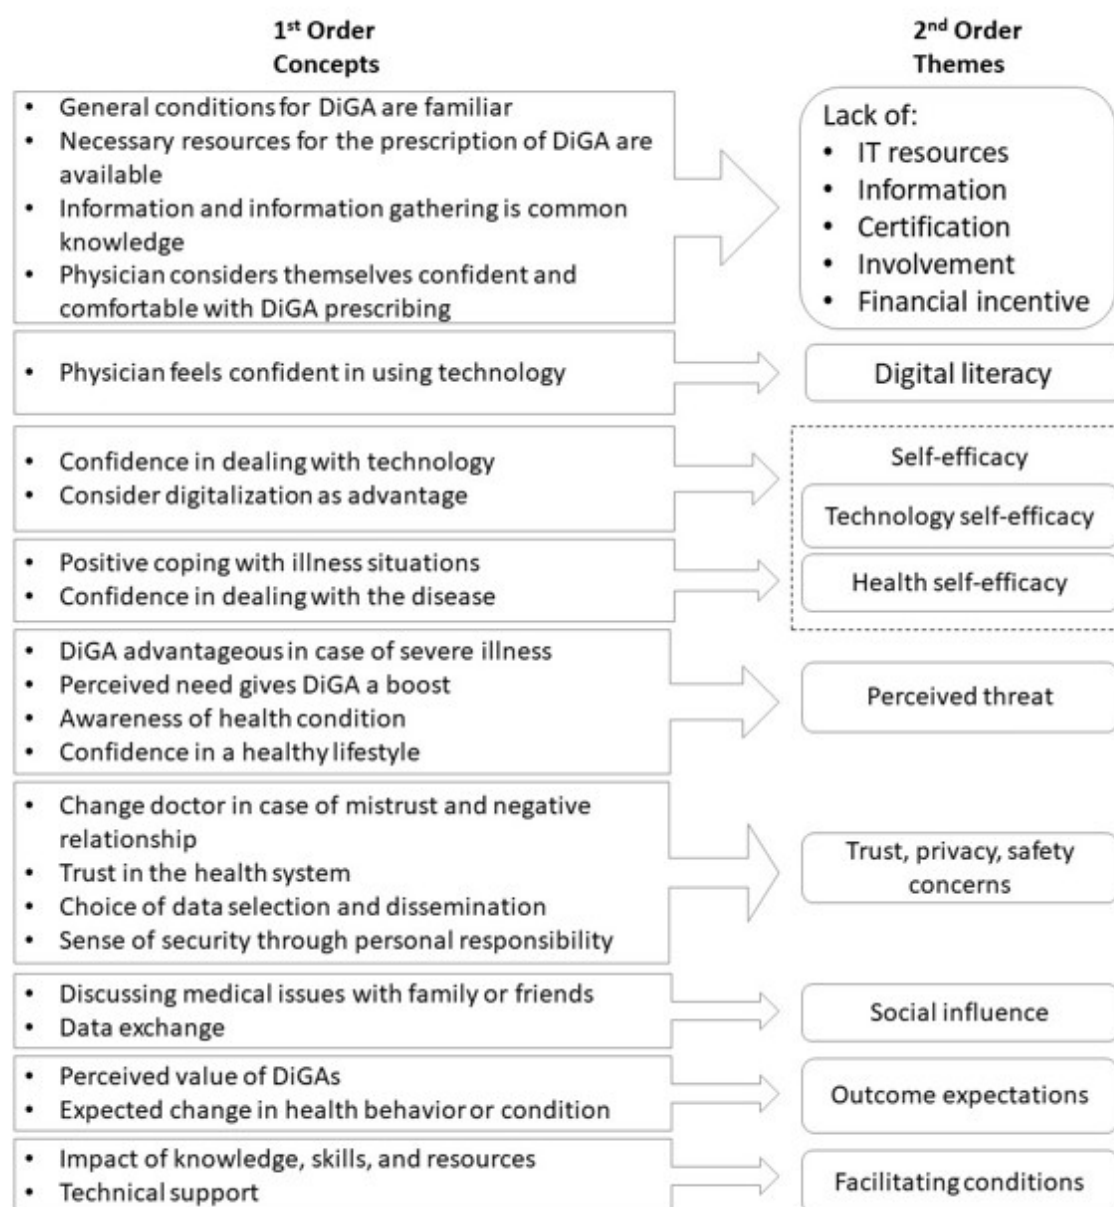 1st Order
Concepts
2nd Order
Themes
• General conditions for DiGA are familiar
• Necessary resources for the prescription of DiGA are
available
• Information and information gathering is common
knowledge
• Physician considers themselves confident and
comfortable with DiGA prescribing
Lack of:
• IT resources
• Information
• Certification
• Involvement
• Financial incentive
• Physician feels confident in using technology
Digital literacy
• Confidence in dealing with technology
• Consider digitalization as advantage
Self-efficacy
Technology self-efficacy
• Positive coping with illness situations
• Confidence in dealing with the disease
Health self-efficacy
• DiGA advantageous in case of severe illness
• Perceived need gives DiGA a boost
• Awareness of health condition
• Confidence in a healthy lifestyle
Perceived threat
• Change doctor in case of mistrust and negative
relationship
• Trust in the health system
• Choice of data selection and dissemination
• Sense of security through personal responsibility
Trust, privacy, safety
concerns
• Discussing medical issues with family or friends
• Data exchange
Social influence
• Perceived value of DiGAs
• Expected change in health behavior or condition
Outcome expectations
• Impact of knowledge, skills, and resources
• Technical support
Facilitating conditions